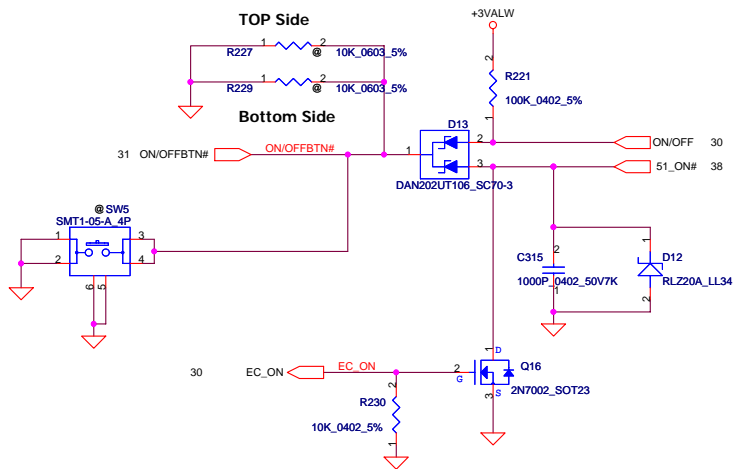 TOP Side
+3VALW
R227 1 2 @ 10K_0603_5%
R229 1 2 @ 10K_0603_5%
2 R221
100K_0402_5%
1
Bottom Side
D13
31 ON/OFFBTN# ON/OFFBTN# 1 2 ON/OFF 30
3 51_ON# 38
DAN202UT106_SC70-3
@ SW5
SMT1-05-A_4P
1 3
2 4
6 5
C315 2 1 D12
1000P_0402_50V7K RLZ20A_LL34
1 2
1 D
30 EC_ON EC_ON 2 G Q16
S 2N7002_SOT23
3
2 R230
10K_0402_5%
1